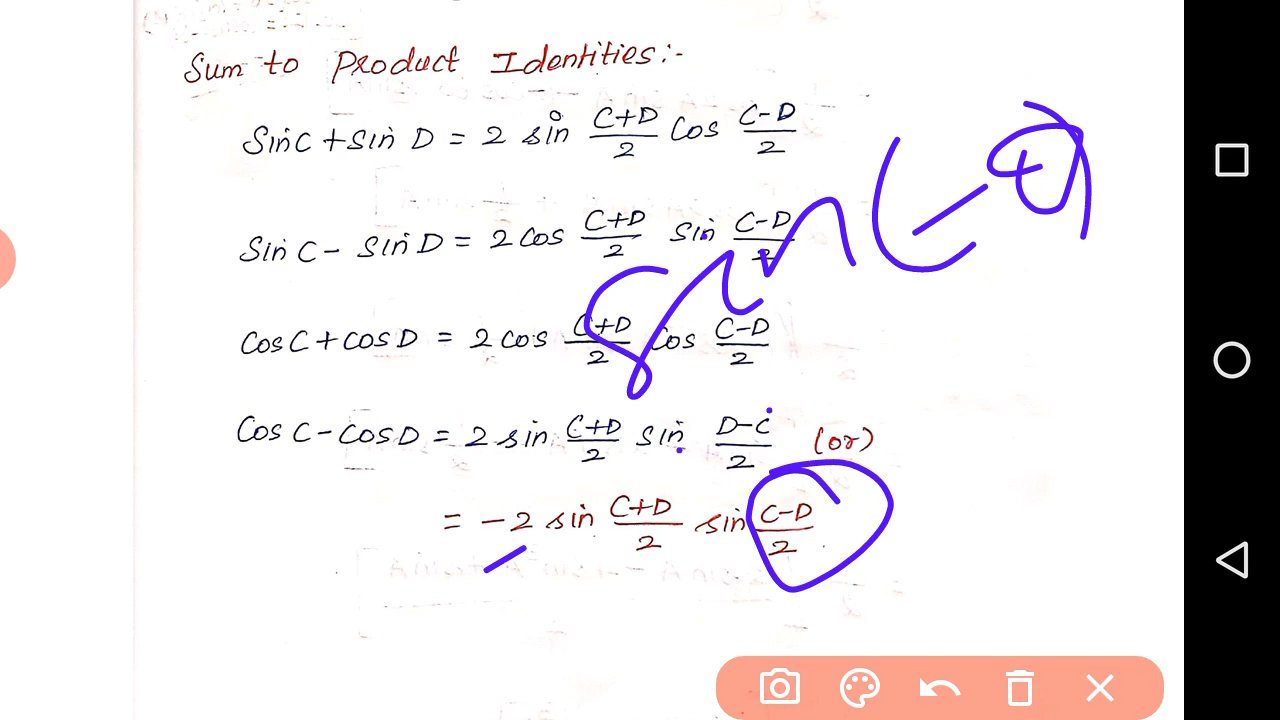 Sum to Product Identities:-
SinC + sin D = 2 sin C+D/2 Cos C-D/2
Sin C - sin D = 2 cos C+D/2 sin C-D/2
Cos C + cos D = 2 cos C+D/2 Cos C-D/2
Cos C - cos D = 2 sin C+D/2 sin D-C/2 (or)
= -2 sin C+D/2 sin C-D/2
sin(-θ)